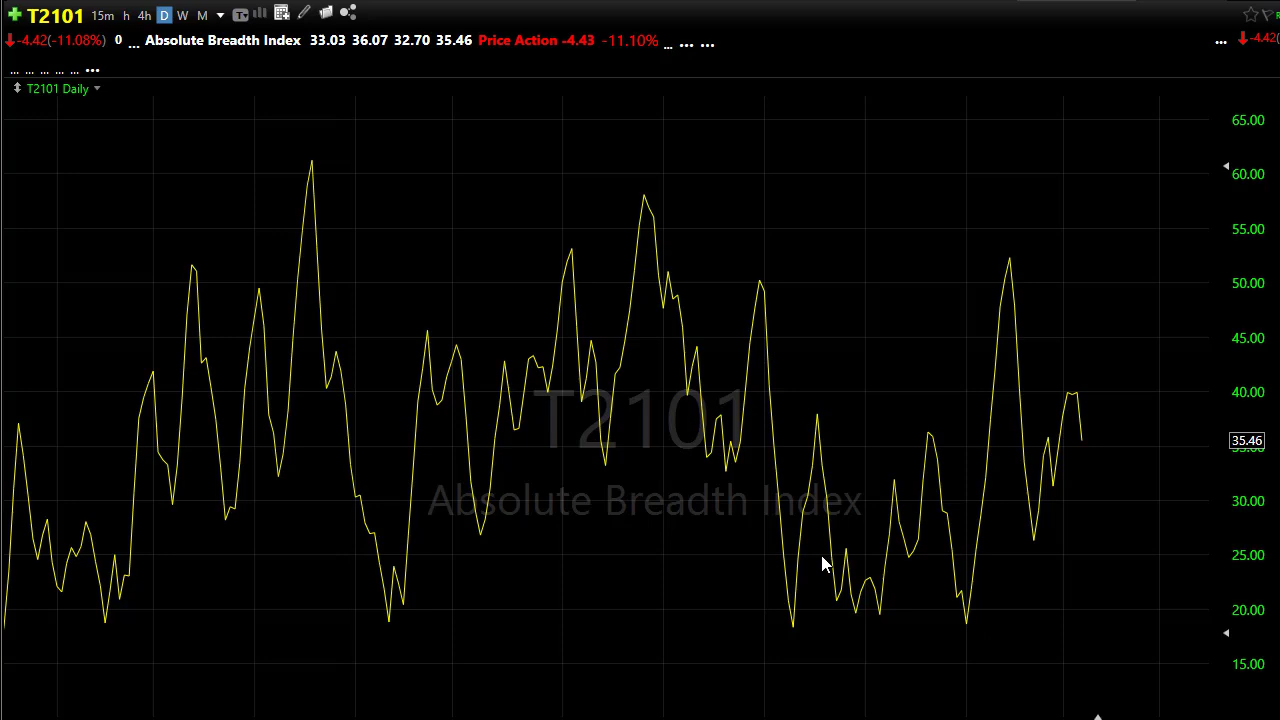 T2101 15m h 4h D W M T
-4.42(-11.08%) 0 ... Absolute Breadth Index 33.03 36.07 32.70 35.46 Price Action -4.43 -11.10% ... ... ... ... -4.42(
... ... ... ... ... ...
T2101 Daily
65.00
60.00
55.00
50.00
45.00
40.00
T2101
35.46
35.00
Absolute Breadth Index
30.00
25.00
20.00
15.00